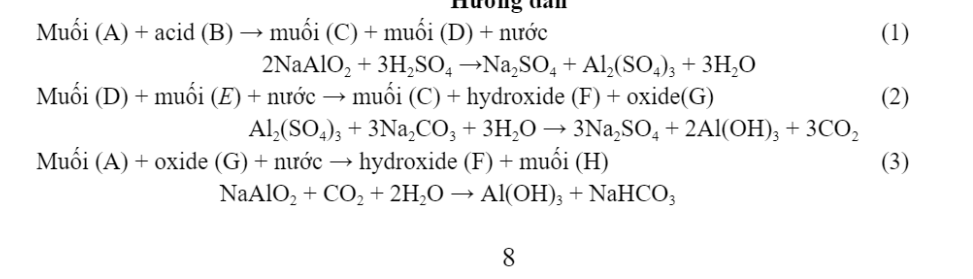 Hướng dẫn
Muối (A) + acid (B) → muối (C) + muối (D) + nước (1)
2NaAlO₂ + 3H₂SO₄ →Na₂SO₄ + Al₂(SO₄)₃ + 3H₂O
Muối (D) + muối (E) + nước → muối (C) + hydroxide (F) + oxide(G) (2)
Al₂(SO₄)₃ + 3Na₂CO₃ + 3H₂O → 3Na₂SO₄ + 2Al(OH)₃ + 3CO₂
Muối (A) + oxide (G) + nước → hydroxide (F) + muối (H) (3)
NaAlO₂ + CO₂ + 2H₂O → Al(OH)₃ + NaHCO₃
8